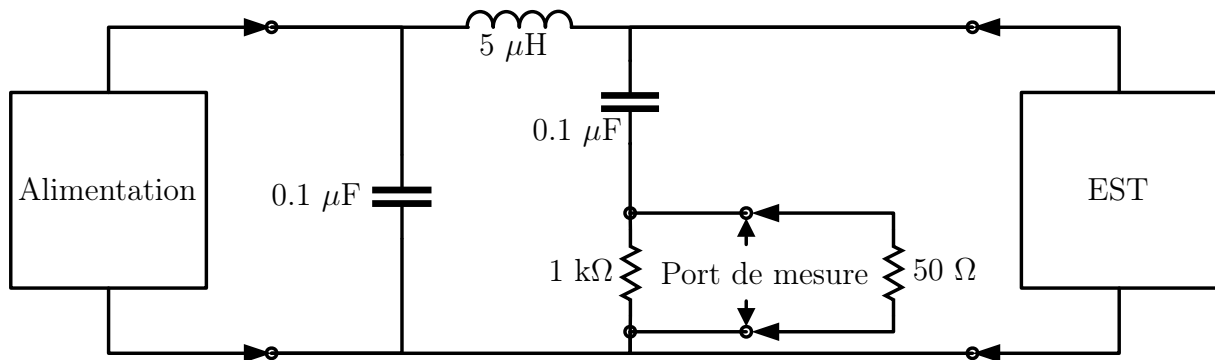 5 μH
0.1 μF
Alimentation
0.1 μF
EST
1 kΩ
Port de mesure
50 Ω